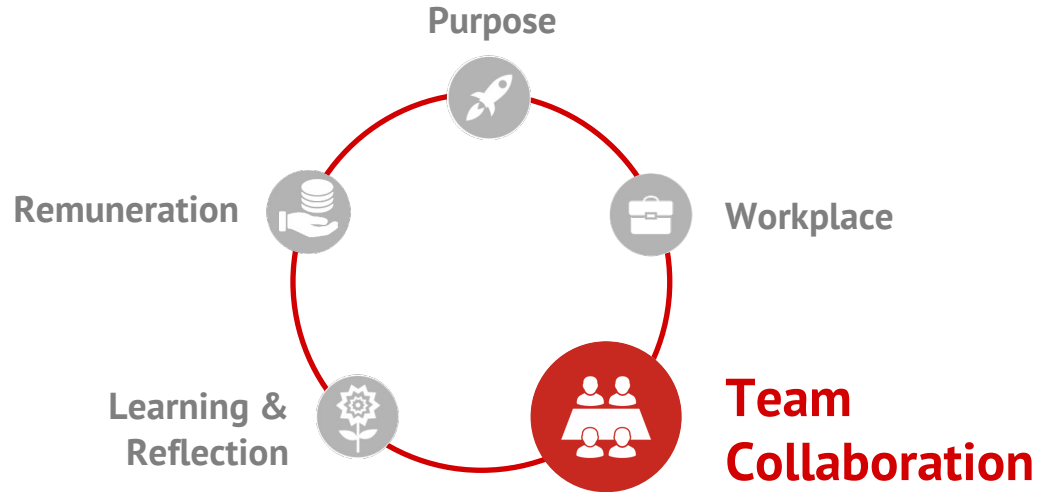 Purpose
Remuneration
Workplace
Learning &
Reflection
Team
Collaboration